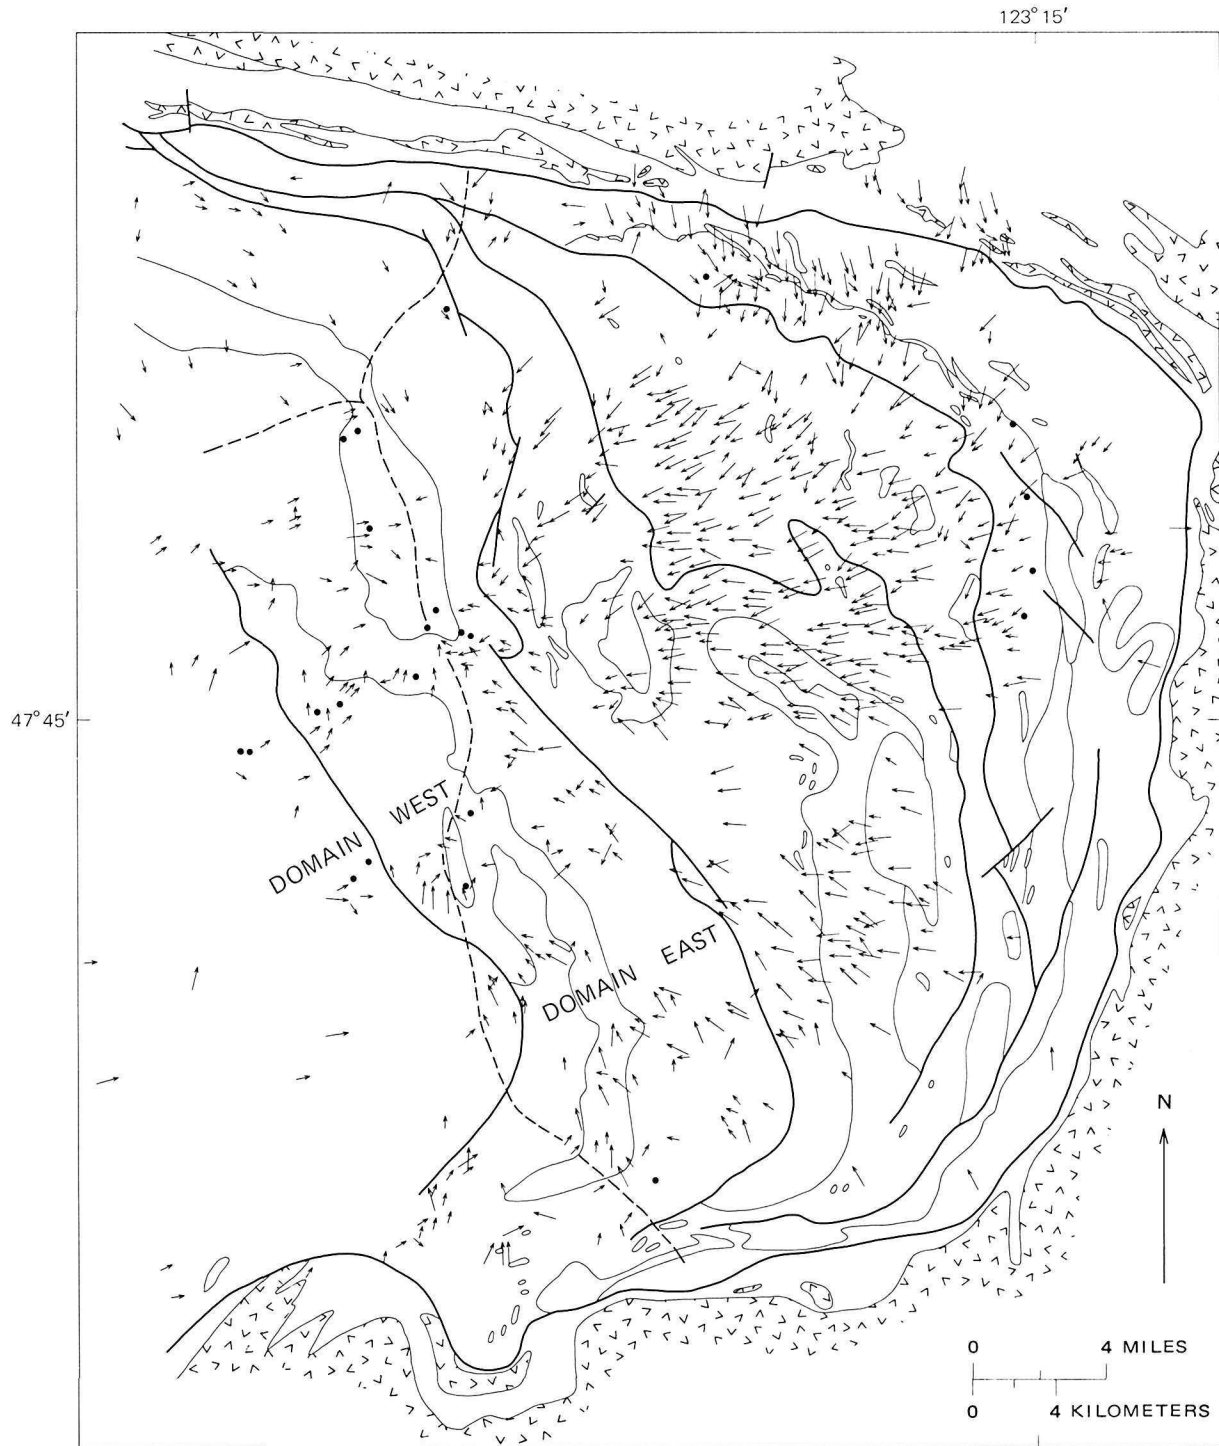 123°15′
47°45′
DOMAIN WEST
DOMAIN EAST
N
0 4 MILES
0 4 KILOMETERS